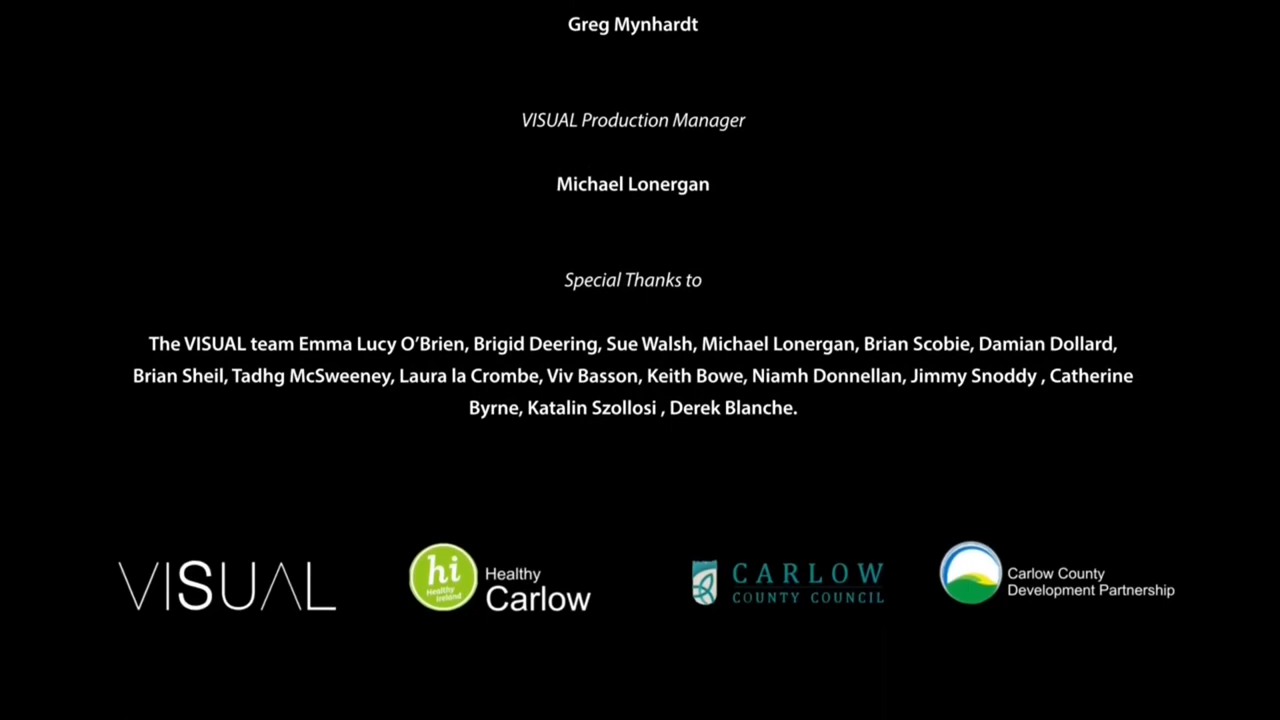 Greg Mynhardt
VISUAL Production Manager
Michael Lonergan
Special Thanks to
The VISUAL team Emma Lucy O’Brien, Brigid Deering, Sue Walsh, Michael Lonergan, Brian Scobie, Damian Dollard,
Brian Sheil, Tadhg McSweeney, Laura la Crombe, Viv Basson, Keith Bowe, Niamh Donnellan, Jimmy Snoddy , Catherine
Byrne, Katalin Szollosi , Derek Blanche.
VISUAL
hi
Healthy
Ireland
Healthy
Carlow
CARLOW
COUNTY COUNCIL
Carlow County
Development Partnership